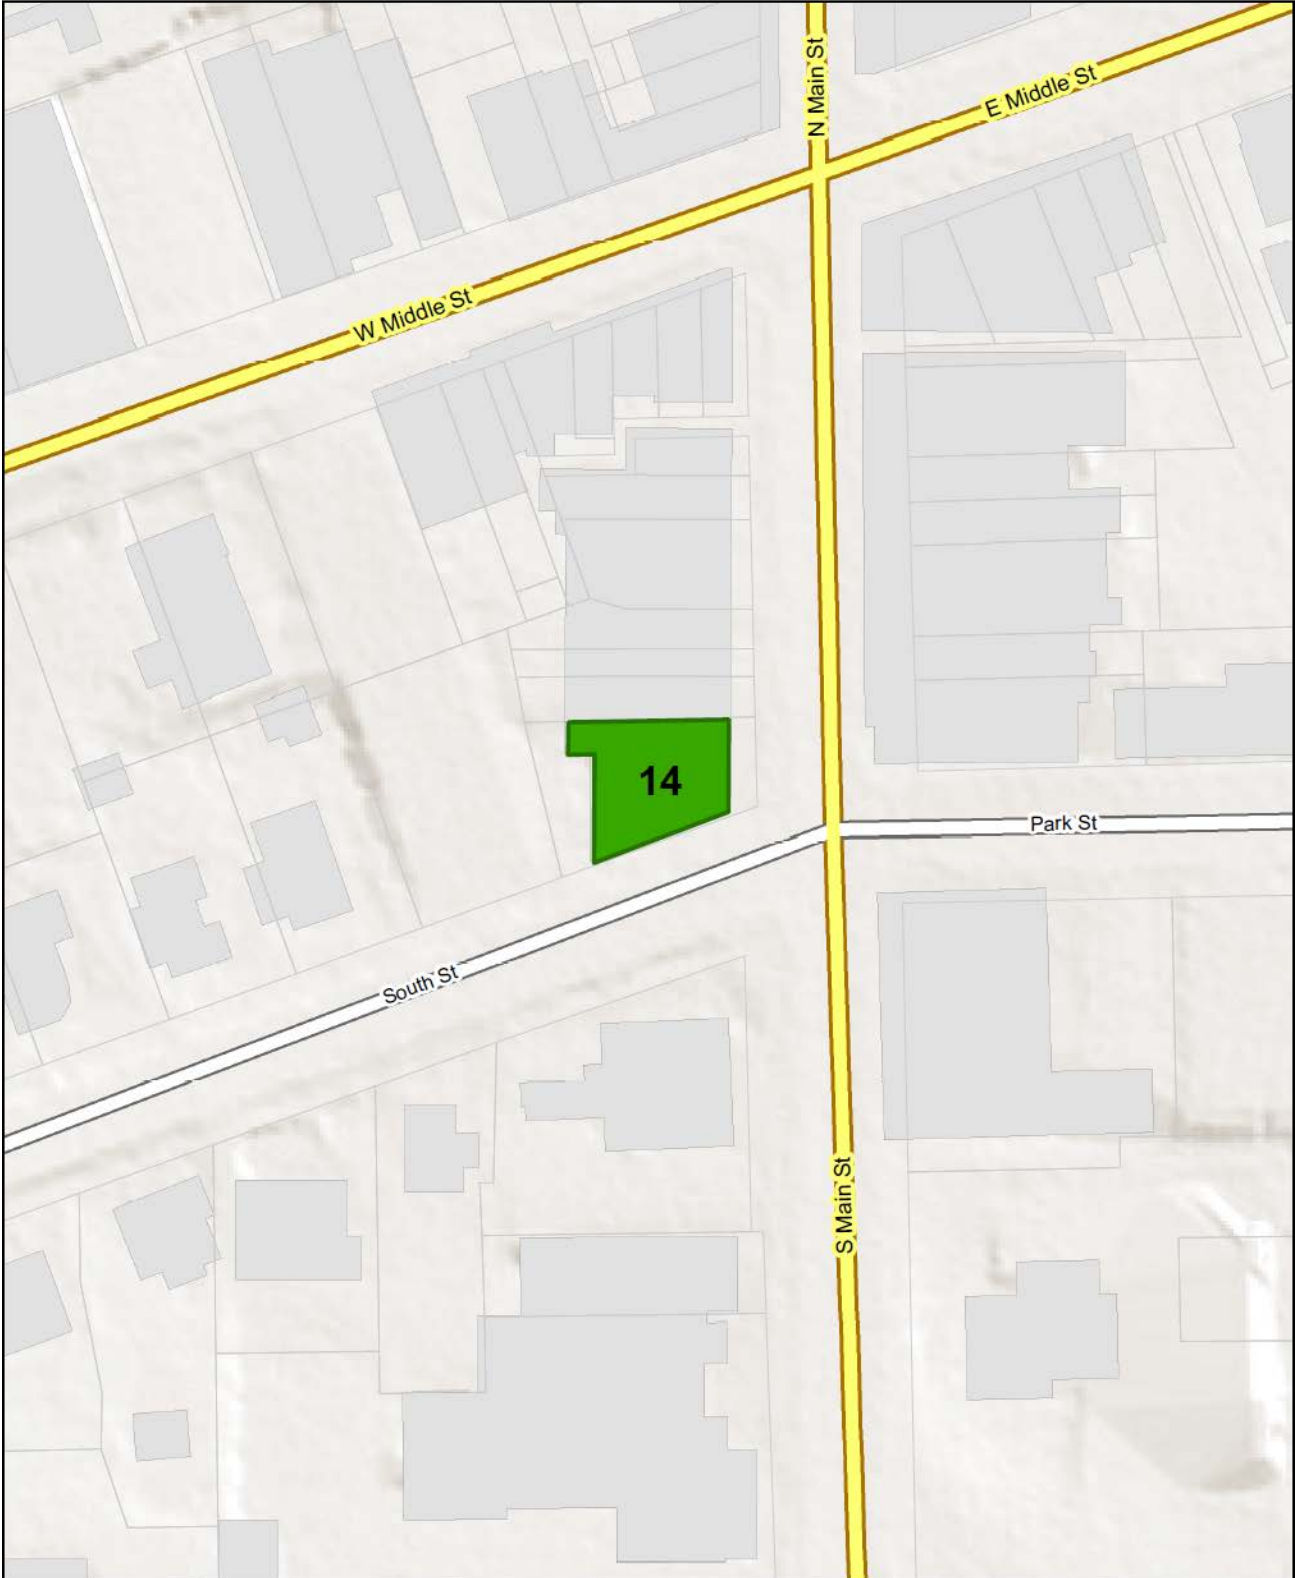 N Main St
E Middle St
W Middle St
14
Park St
South St
S Main St